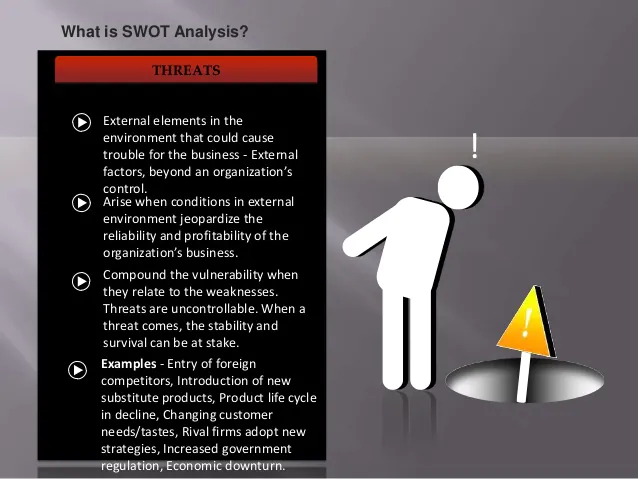 What is SWOT Analysis?
THREATS
External elements in the
environment that could cause
trouble for the business - External
factors, beyond an organization's
control.
Arise when conditions in external
environment jeopardize the
reliability and profitability of the
organization's business.
Compound the vulnerability when
they relate to the weaknesses.
Threats are uncontrollable. When a
threat comes, the stability and
survival can be at stake.
Examples - Entry of foreign
competitors, Introduction of new
substitute products, Product life cycle
in decline, Changing customer
needs/tastes, Rival firms adopt new
strategies, Increased government
regulation, Economic downturn.
!
!